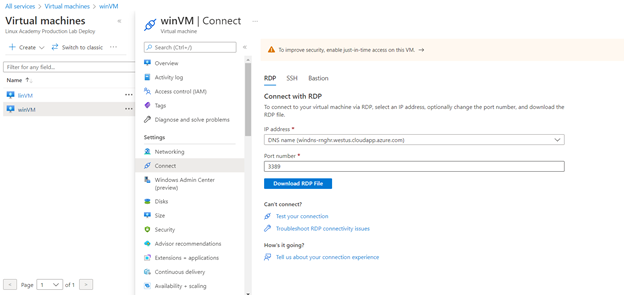 All services > Virtual machines > winVM
Virtual machines «
Linux Academy Production Lab Deploy
+ Create ∨ Switch to classic ···
Filter for any field...
Name ↑↓
linVM ···
winVM ···
< Page 1 of 1 >
winVM | Connect ···
Virtual machine
Search (Ctrl+/) «
Overview
Activity log
Access control (IAM)
Tags
Diagnose and solve problems
Settings
Networking
Connect
Windows Admin Center
(preview)
Disks
Size
Security
Advisor recommendations
Extensions + applications
Continuous delivery
Availability + scaling
To improve security, enable just-in-time access on this VM. →
RDP SSH Bastion
Connect with RDP
To connect to your virtual machine via RDP, select an IP address, optionally change the port number, and download the
RDP file.
IP address *
DNS name (windns-rnghr.westus.cloudapp.azure.com)
Port number *
3389
Download RDP File
Can't connect?
Test your connection
Troubleshoot RDP connectivity issues
How's it going?
Tell us about your connection experience